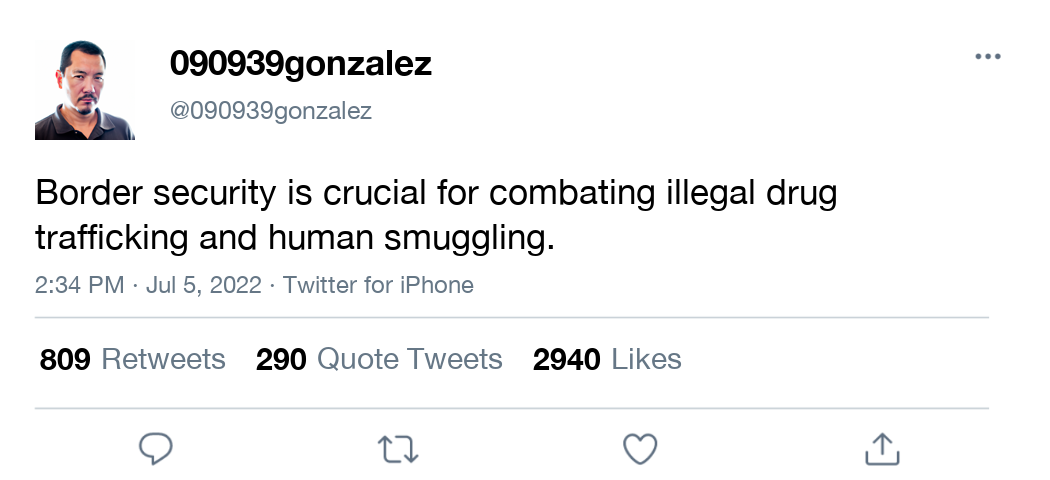 090939gonzalez
@090939gonzalez
Border security is crucial for combating illegal drug
trafficking and human smuggling.
2:34 PM · Jul 5, 2022 · Twitter for iPhone
809 Retweets 290 Quote Tweets 2940 Likes